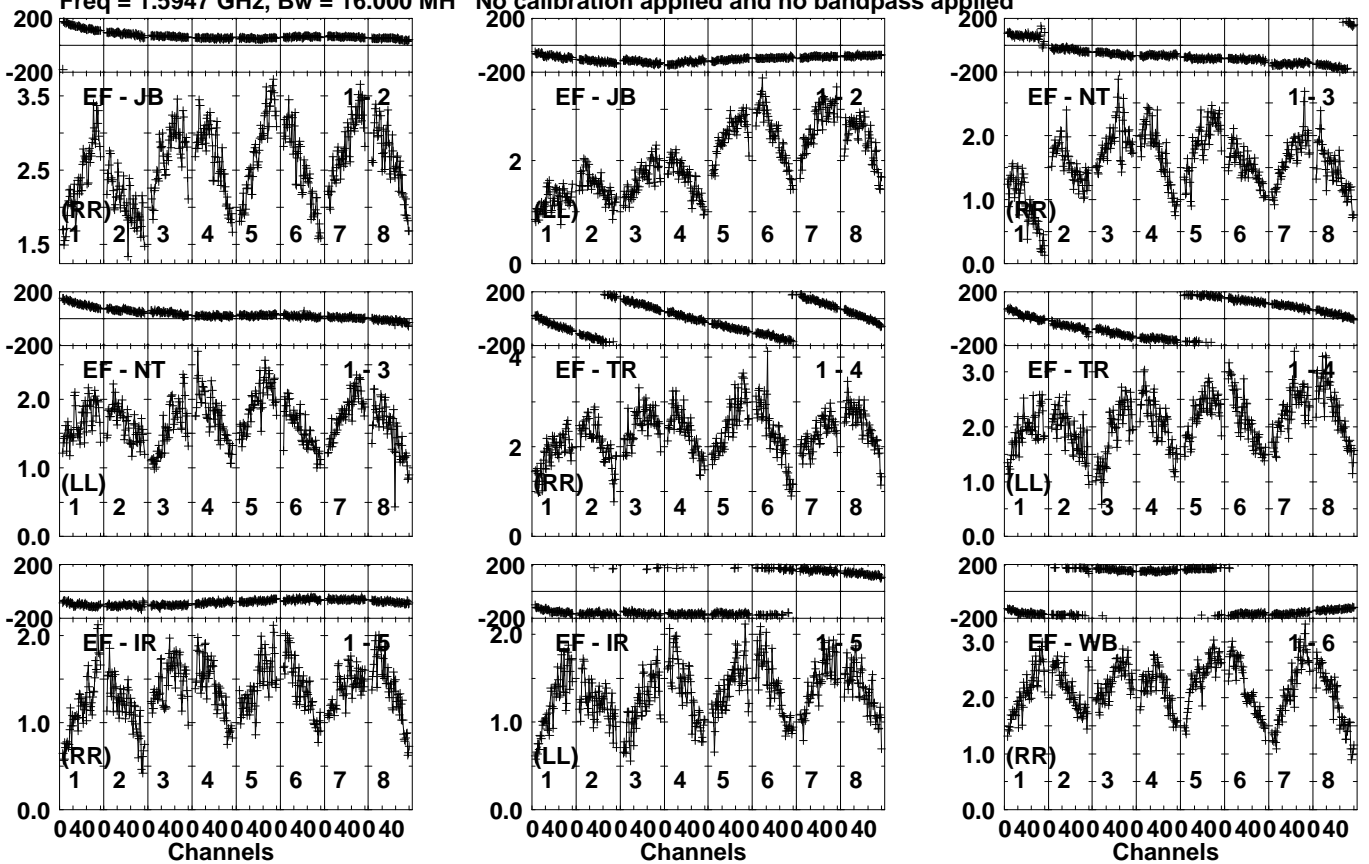 Freq = 1.5947 GHz, Bw = 16.000 MH No calibration applied and no bandpass applied
200
-200
3.5
2.5
1.5
EF - JB 1 - 2
(RR)
1 2 3 4 5 6 7 8
200
-200
2
0
EF - JB 1 - 2
(LL)
1 2 3 4 5 6 7 8
200
-200
2.0
1.0
0.0
EF - NT 1 - 3
(RR)
1 2 3 4 5 6 7 8
200
-200
2.0
1.0
0.0
EF - NT 1 - 3
(LL)
1 2 3 4 5 6 7 8
200
-200
4
2
0
EF - TR 1 - 4
(RR)
1 2 3 4 5 6 7 8
200
-200
3.0
2.0
1.0
0.0
EF - TR 1 - 4
(LL)
1 2 3 4 5 6 7 8
200
-200
2.0
1.0
0.0
EF - IR 1 - 5
(RR)
1 2 3 4 5 6 7 8
0 40 0 40 0 40 0 40 0 40 0 40 0 40 0 40
Channels
200
-200
2.0
1.0
0.0
EF - IR 1 - 5
(LL)
1 2 3 4 5 6 7 8
0 40 0 40 0 40 0 40 0 40 0 40 0 40 0 40
Channels
200
-200
3.0
2.0
1.0
0.0
EF - WB 1 - 6
(RR)
1 2 3 4 5 6 7 8
0 40 0 40 0 40 0 40 0 40 0 40 0 40 0 40
Channels